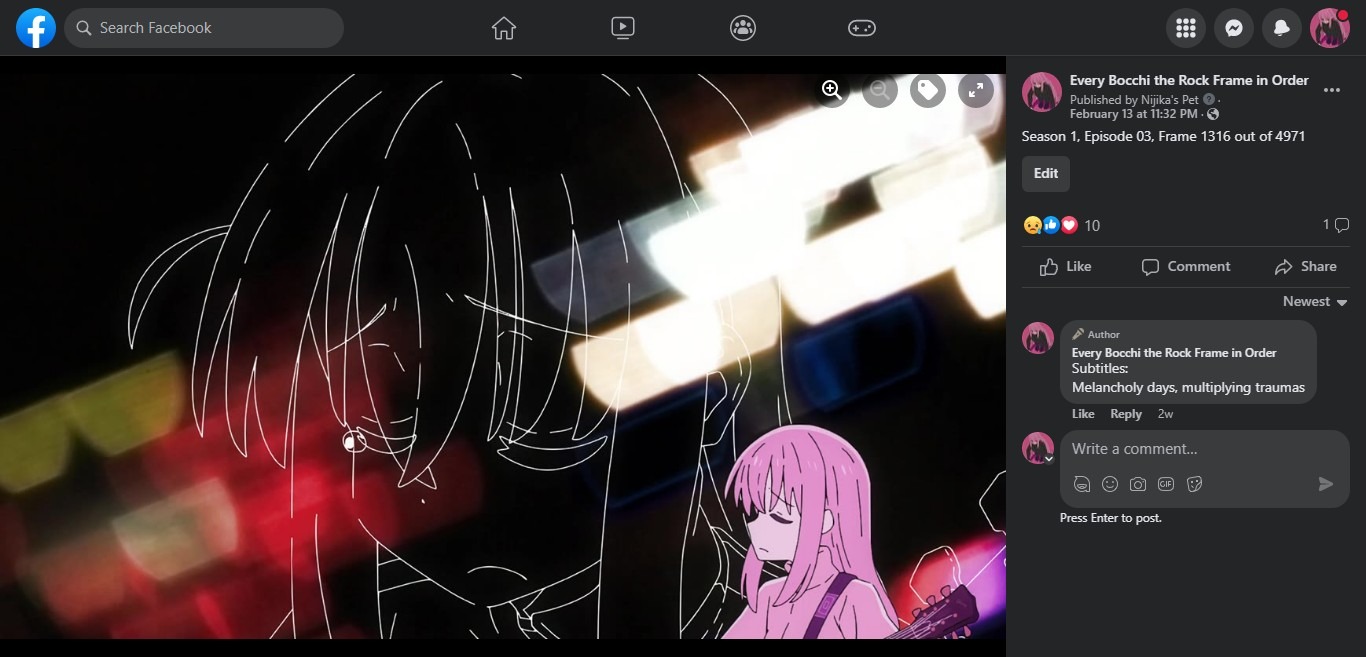 Search Facebook
Every Bocchi the Rock Frame in Order
Published by Nijika's Pet ·
February 13 at 11:32 PM ·
Season 1, Episode 03, Frame 1316 out of 4971
Edit
10
1
Like
Comment
Share
Newest
Author
Every Bocchi the Rock Frame in Order
Subtitles:
Melancholy days, multiplying traumas
Like Reply 2w
Write a comment...
GIF
Press Enter to post.